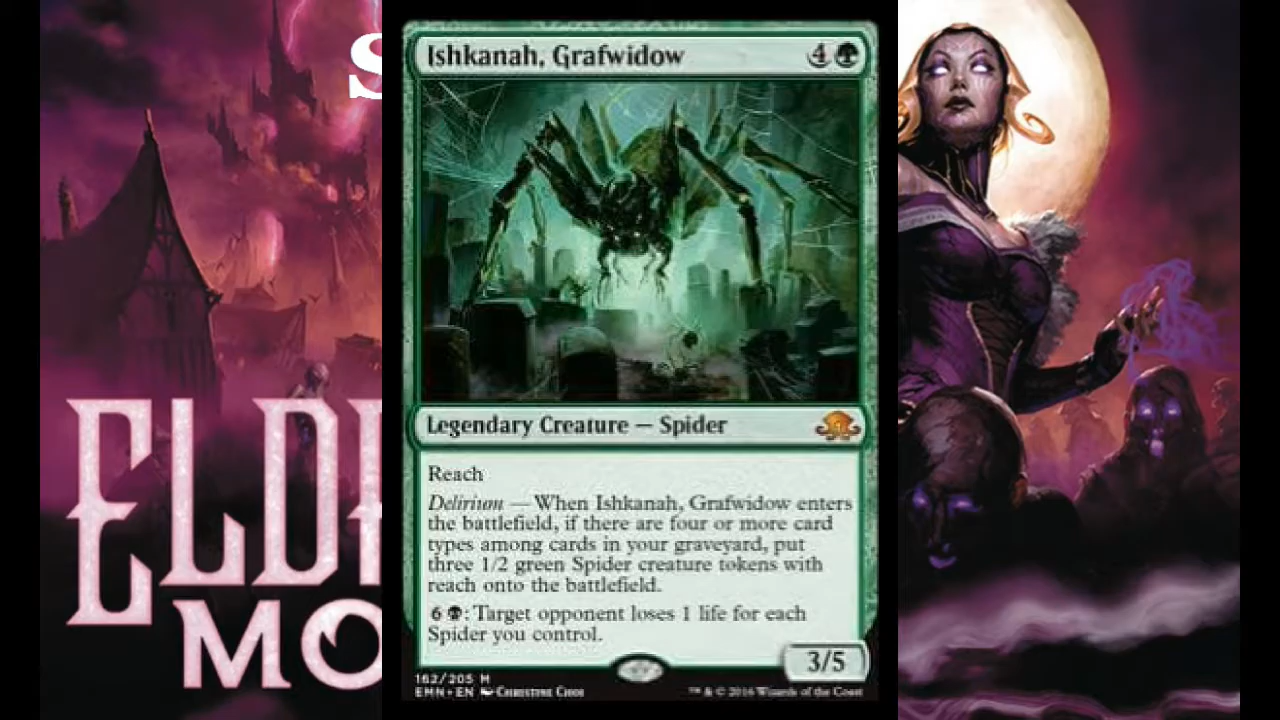 S
Ishkanah, Grafwidow 4
Legendary Creature — Spider
Reach
Delirium — When Ishkanah, Grafwidow enters
the battlefield, if there are four or more card
types among cards in your graveyard, put
three 1/2 green Spider creature tokens with
reach onto the battlefield.
6 : Target opponent loses 1 life for each
Spider you control.
3/5
162/205 M
EMN • EN Christine Choi
™ & © 2016 Wizards of the Coast
ELD
MO